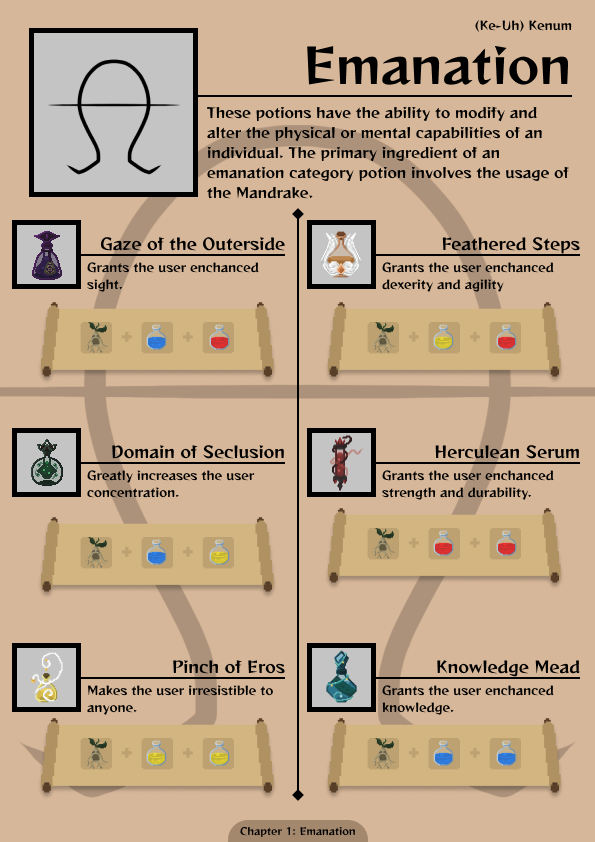 (Ke-Uh) Kenum
Emanation
These potions have the ability to modify and
alter the physical or mental capabilities of an
individual. The primary ingredient of an
emanation category potion involves the usage of
the Mandrake.
Gaze of the Outerside
Grants the user enchanced
sight.
Feathered Steps
Grants the user enchanced
dexerity and agility
Domain of Seclusion
Greatly increases the user
concentration.
Herculean Serum
Grants the user enchanced
strength and durability.
Pinch of Eros
Makes the user irresistible to
anyone.
Knowledge Mead
Grants the user enchanced
knowledge.
Chapter 1: Emanation